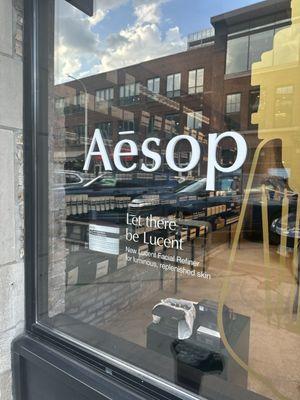 Aēsop
Let there
be Lucent
New Lucent Facial Refiner
for luminous, replenished skin